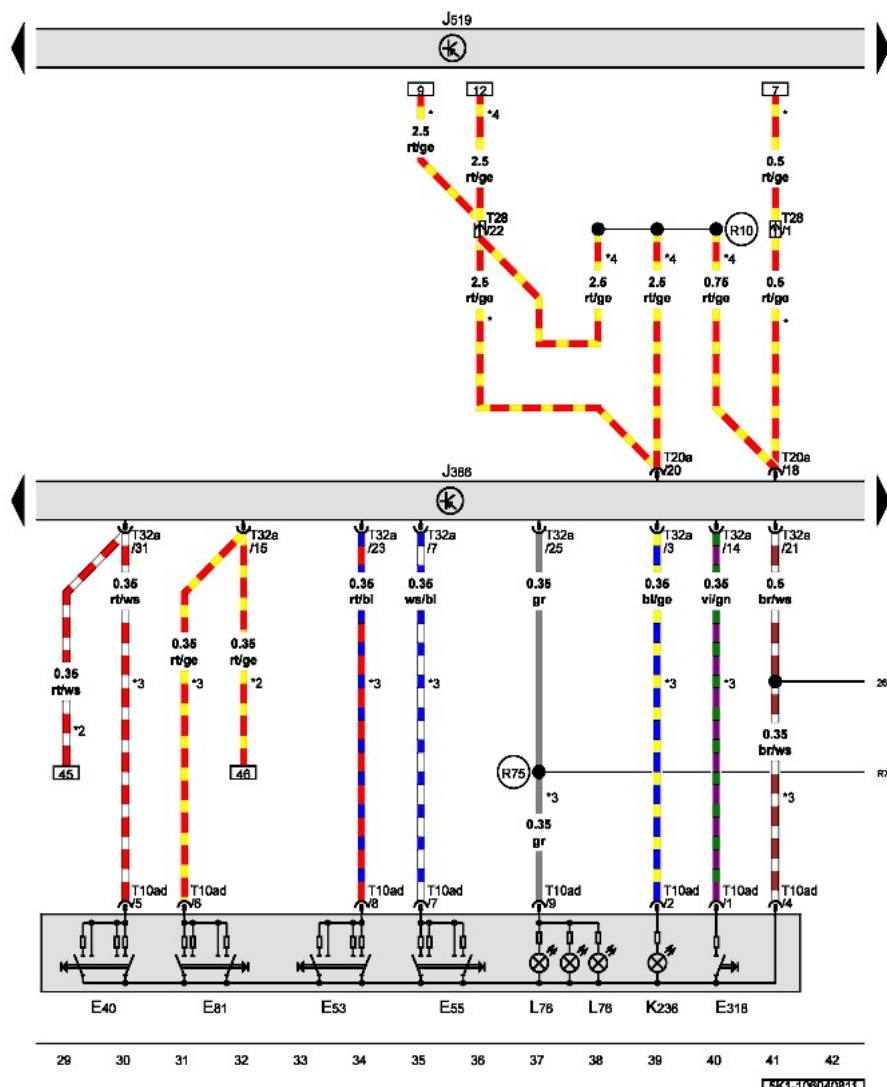 J519
9 12 7
* *4 *
2.5 rt/ge
2.5 rt/ge
0.5 rt/ge
T28 /22
R10
T28 /1
*4 *4 *4
2.5 rt/ge
2.5 rt/ge
2.5 rt/ge
0.75 rt/ge
0.5 rt/ge
* *
T20a /20
T20a /18
J386
T32a /31
T32a /15
T32a /23
T32a /7
T32a /25
T32a /3
T32a /14
T32a /21
0.35 rt/ws
0.35 rt/bl
0.35 ws/bl
0.35 gr
0.35 bl/ge
0.35 vi/gn
0.5 br/ws
0.35 rt/ws
0.35 rt/ge
0.35 rt/ge
*2 *3 *3 *2 *3 *3 *3 *3
26
0.35 br/ws
45 46
R75
R7
*3 *3
0.35 gr
T10ad /5
T10ad /6
T10ad /8
T10ad /7
T10ad /9
T10ad /2
T10ad /1
T10ad /4
E40 E81 E53 E55 L76 L76 K236 E318
29 30 31 32 33 34 35 36 37 38 39 40 41 42
5K1-106040811